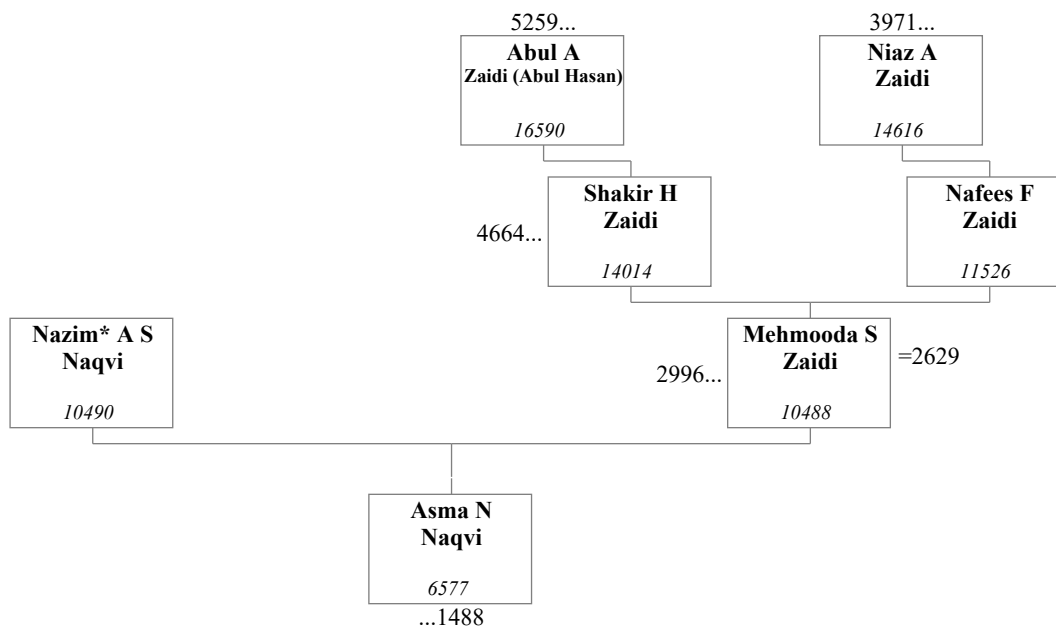 5259...
Abul A
Zaidi (Abul Hasan)
16590
3971...
Niaz A
Zaidi
14616
4664...
Shakir H
Zaidi
14014
Nafees F
Zaidi
11526
Nazim* A S
Naqvi
10490
2996...
Mehmooda S
Zaidi
10488
=2629
Asma N
Naqvi
6577
...1488